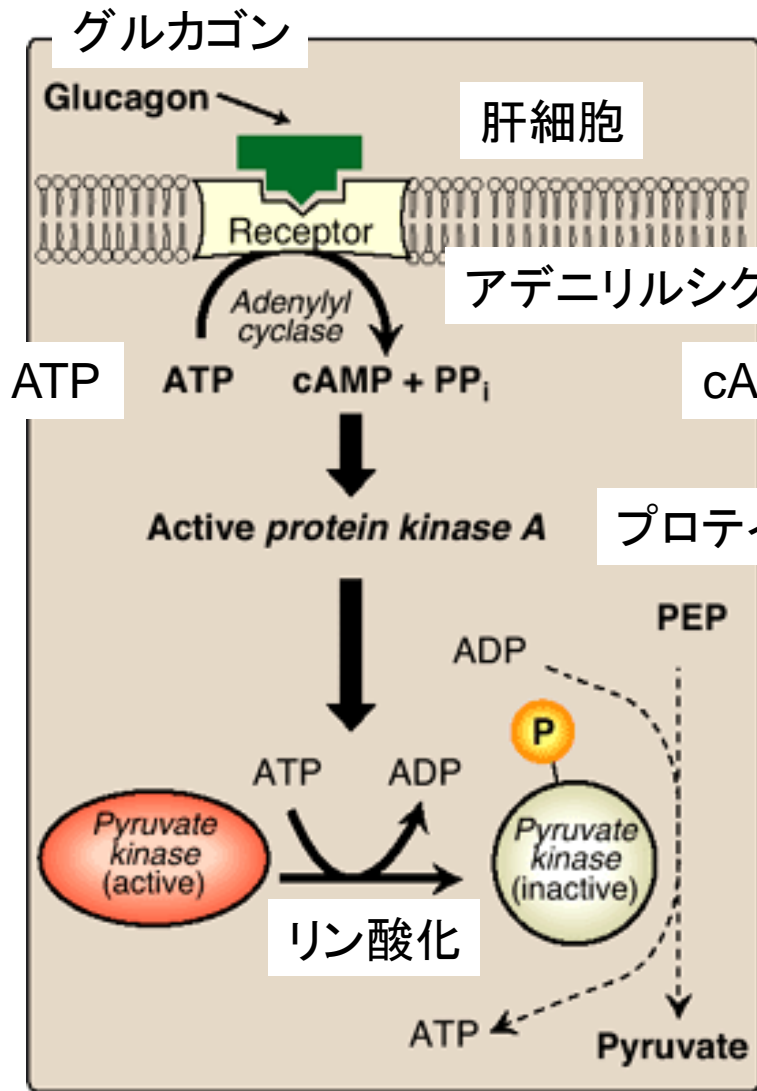 グルカゴン
Glucagon
肝細胞
Receptor
アデニリルシク
Adenylyl
cyclase
ATP
ATP
cAMP + PPi
cA
Active protein kinase A
プロティ
PEP
ADP
P
ATP
ADP
Pyruvate
kinase
(active)
Pyruvate
kinase
(inactive)
リン酸化
ATP
Pyruvate